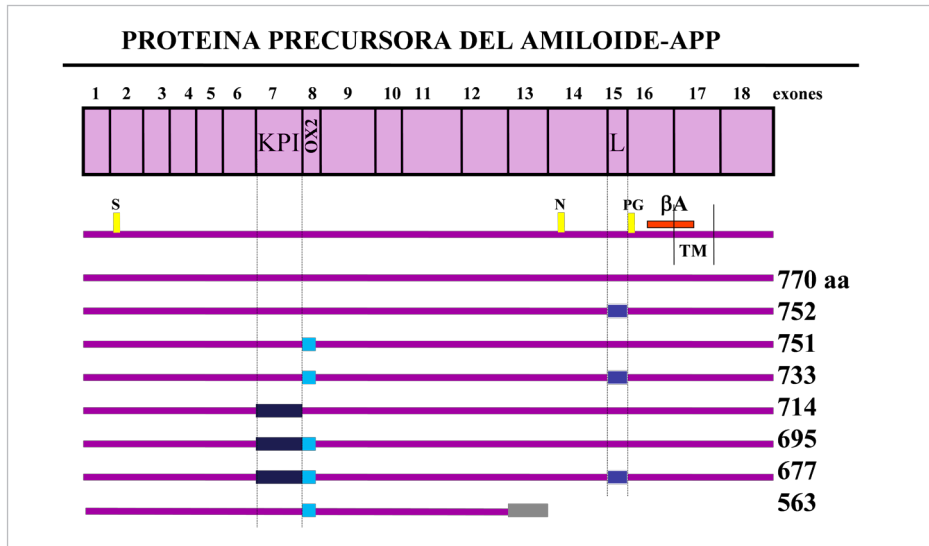 PROTEINA PRECURSORA DEL AMILOIDE-APP
1 2 3 4 5 6 7 8 9 10 11 12 13 14 15 16 17 18 exones
KPI OX2 L
S N PG βA
TM
770 aa
752
751
733
714
695
677
563